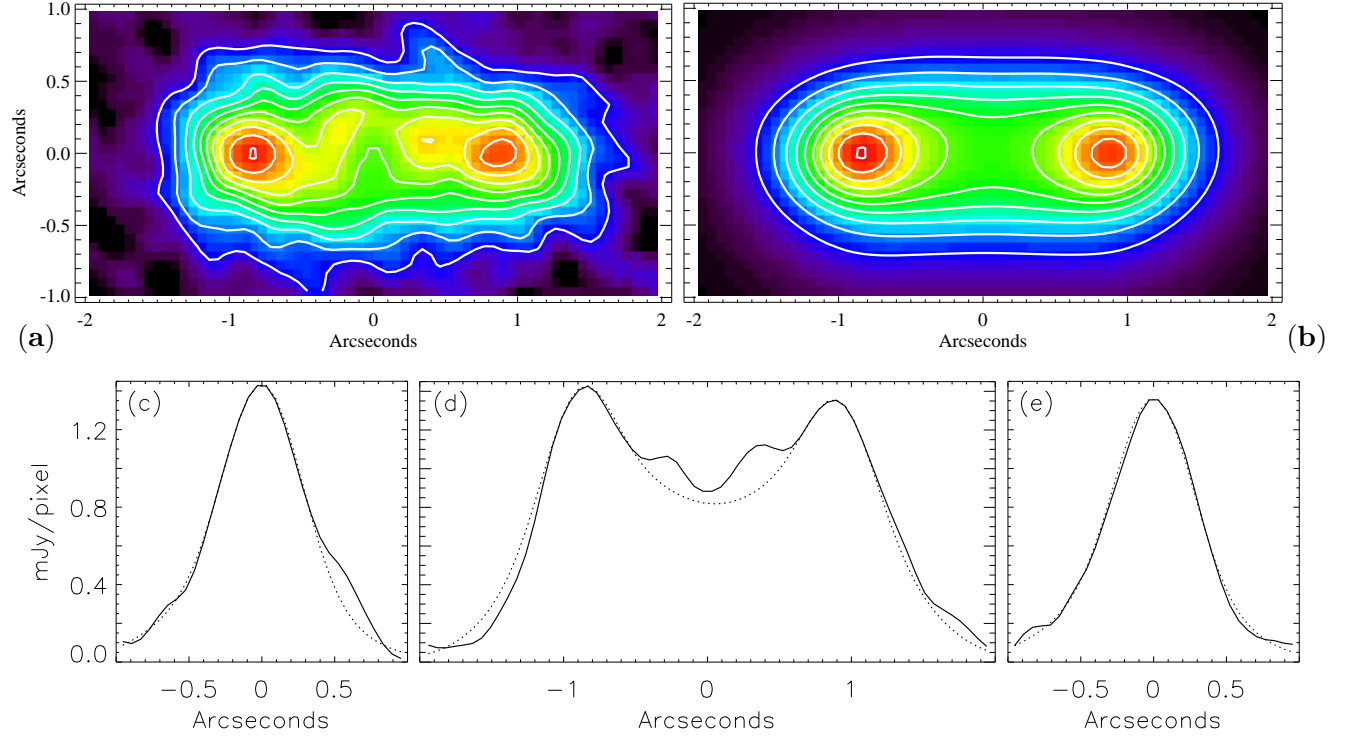 1.0
0.5
0.0
-0.5
-1.0
Arcseconds
-2 -1 0 1 2
Arcseconds
(a)
-2 -1 0 1 2
Arcseconds
(b)
mJy/pixel
1.2
0.8
0.4
0.0
(c)
−0.5 0 0.5
Arcseconds
(d)
−1 0 1
Arcseconds
(e)
−0.5 0 0.5
Arcseconds